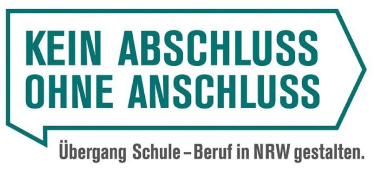 KEIN ABSCHLUSS
OHNE ANSCHLUSS
Übergang Schule – Beruf in NRW gestalten.